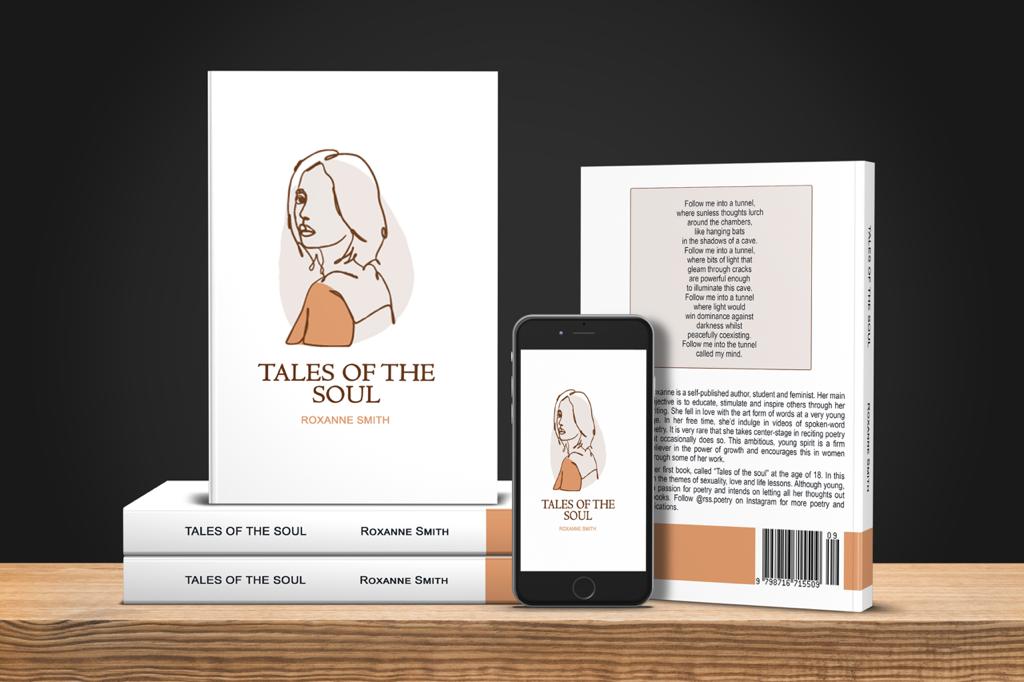 TALES OF THE
SOUL
ROXANNE SMITH
TALES OF THE SOUL ROXANNE SMITH
TALES OF THE SOUL ROXANNE SMITH
TALES OF THE
SOUL
ROXANNE SMITH
Follow me into a tunnel,
where sunless thoughts lurch
around the chambers,
like hanging bats
in the shadows of a cave.
Follow me into a tunnel,
where bits of light that
gleam through cracks
are powerful enough
to illuminate this cave.
Follow me into a tunnel
where light would
win dominance against
darkness whilst
peacefully coexisting.
Follow me into the tunnel
called my mind.
is a self-published author, student and feminist. Her main
is to educate, stimulate and inspire others through her
She fell in love with the art form of words at a very young
In her free time, she'd indulge in videos of spoken-word
It is very rare that she takes center-stage in reciting poetry
occasionally does so. This ambitious, young spirit is a firm
in the power of growth and encourages this in women
some of her work.
first book, called "Tales of the soul" at the age of 18. In this
the themes of sexuality, love and life lessons. Although young,
passion for poetry and intends on letting all her thoughts out
Follow @rss.poetry on Instagram for more poetry and
09
9 798716 715509
TALES OF THE SOUL ROXANNE SMITH